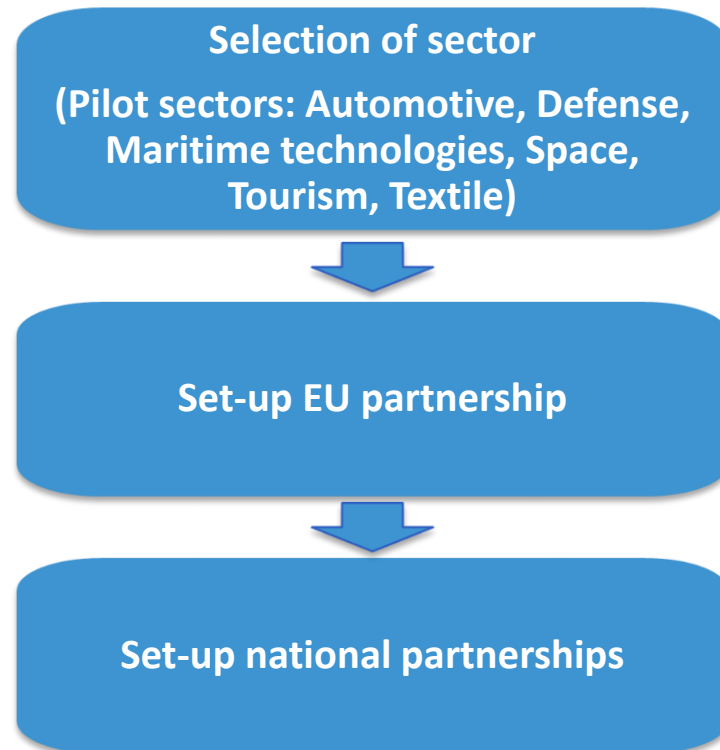 Selection of sector
(Pilot sectors: Automotive, Defense,
Maritime technologies, Space,
Tourism, Textile)
Set-up EU partnership
Set-up national partnerships